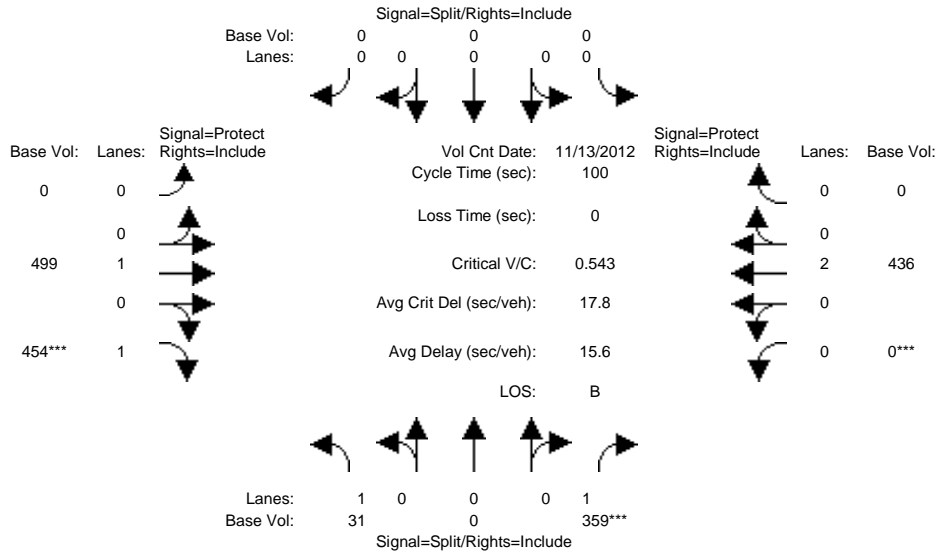 Signal=Split/Rights=Include
Base Vol: 0 0 0
Lanes: 0 0 0 0 0
Signal=Protect
Base Vol: Lanes: Rights=Include
Vol Cnt Date: 11/13/2012
Signal=Protect
Rights=Include Lanes: Base Vol:
Cycle Time (sec): 100
0 0
0 0
Loss Time (sec): 0
0
0
499 1
Critical V/C: 0.543
2 436
0
Avg Crit Del (sec/veh): 17.8
0
454*** 1
Avg Delay (sec/veh): 15.6
0 0***
LOS: B
Lanes: 1 0 0 0 1
Base Vol: 31 0 359***
Signal=Split/Rights=Include